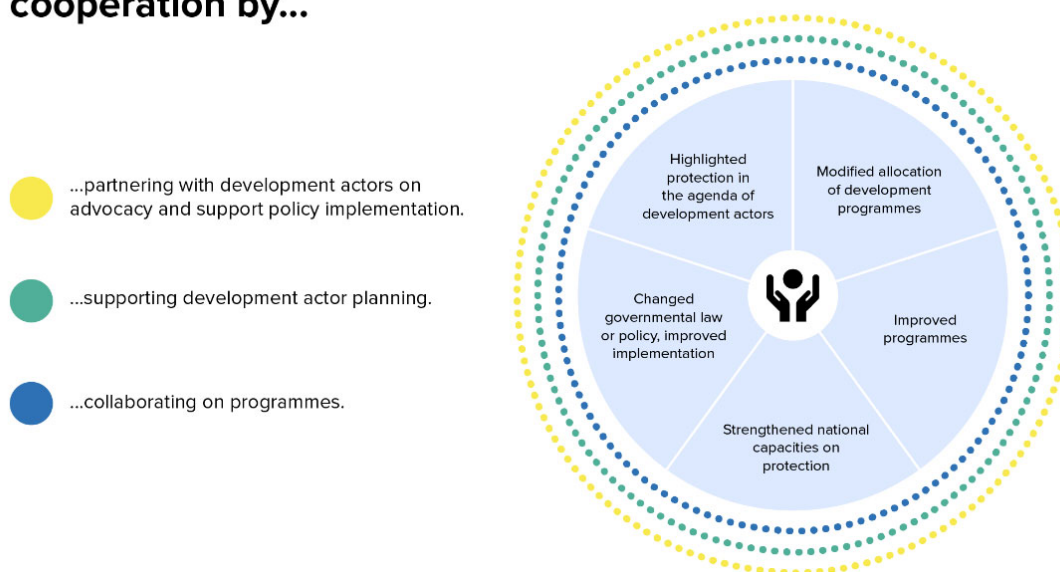 cooperation by...
...partnering with development actors on
advocacy and support policy implementation.
...supporting development actor planning.
...collaborating on programmes.
Highlighted
protection in
the agenda of
development actors
Modified allocation
of development
programmes
Changed
governmental law
or policy, improved
implementation
Improved
programmes
Strengthened national
capacities on
protection